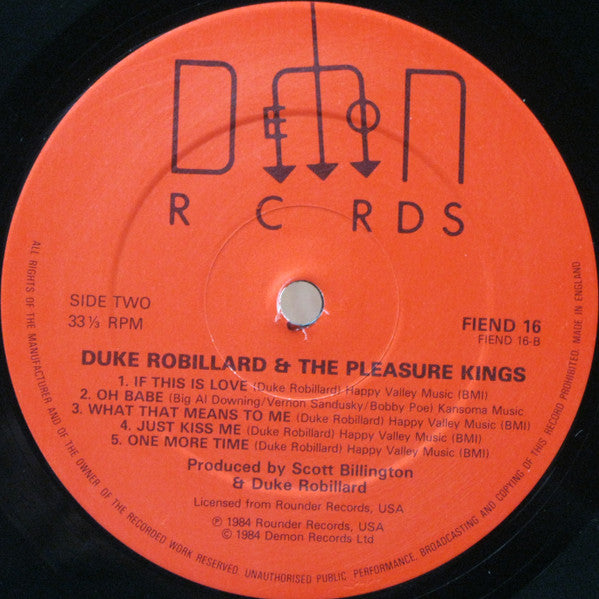 DEMON
RECORDS
SIDE TWO
33⅓ RPM
FIEND 16
FIEND 16-B
DUKE ROBILLARD & THE PLEASURE KINGS
1. IF THIS IS LOVE (Duke Robillard) Happy Valley Music (BMI)
2. OH BABE (Big Al Downing/Vernon Sandusky/Bobby Poe) Kansoma Music
3. WHAT THAT MEANS TO ME (Duke Robillard) Happy Valley Music (BMI)
4. JUST KISS ME (Duke Robillard) Happy Valley Music (BMI)
5. ONE MORE TIME (Duke Robillard) Happy Valley Music (BMI)
Produced by Scott Billington
& Duke Robillard
Licensed from Rounder Records, USA
℗ 1984 Rounder Records, USA
© 1984 Demon Records Ltd
ALL RIGHTS OF THE MANUFACTURER AND OF THE OWNER OF THE RECORDED WORK RESERVED. UNAUTHORISED PUBLIC PERFORMANCE, BROADCASTING AND COPYING OF THIS RECORD PROHIBITED. MADE IN ENGLAND